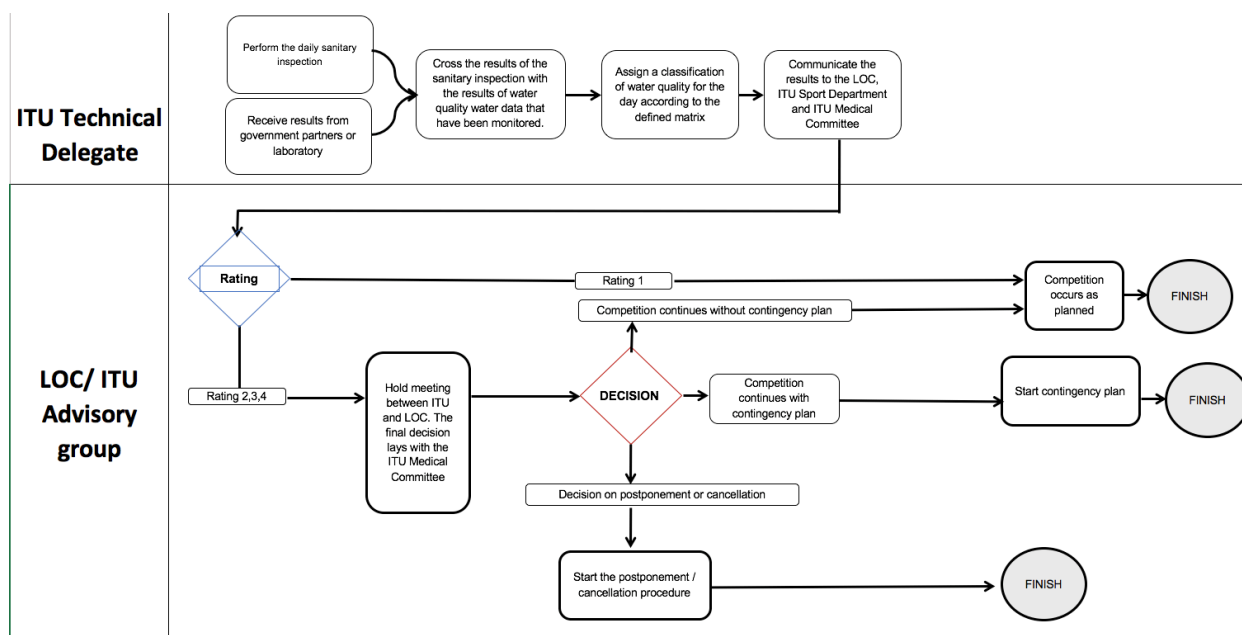 ITU Technical
Delegate
Perform the daily sanitary
inspection
Receive results from
government partners or
laboratory
Cross the results of the
sanitary inspection with
the results of water
quality water data that
have been monitored.
Assign a classification
of water quality for the
day according to the
defined matrix
Communicate the
results to the LOC,
ITU Sport Department
and ITU Medical
Committee
LOC/ ITU
Advisory
group
Rating
Rating 1
Competition
occurs as
planned
FINISH
Competition continues without contingency plan
Rating 2,3,4
Hold meeting
between ITU
and LOC. The
final decision
lays with the
ITU Medical
Committee
DECISION
Competition
continues with
contingency plan
Start contingency plan
FINISH
Decision on postponement or cancellation
Start the postponement /
cancellation procedure
FINISH